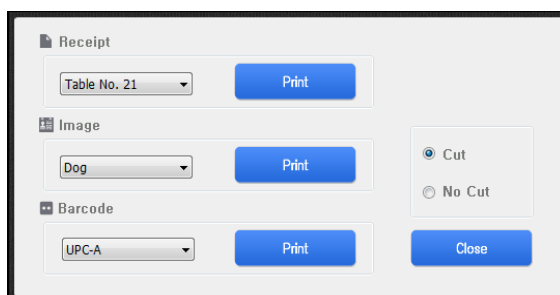 Receipt
Table No. 21
Print
Image
Dog
Print
Cut
No Cut
Barcode
UPC-A
Print
Close